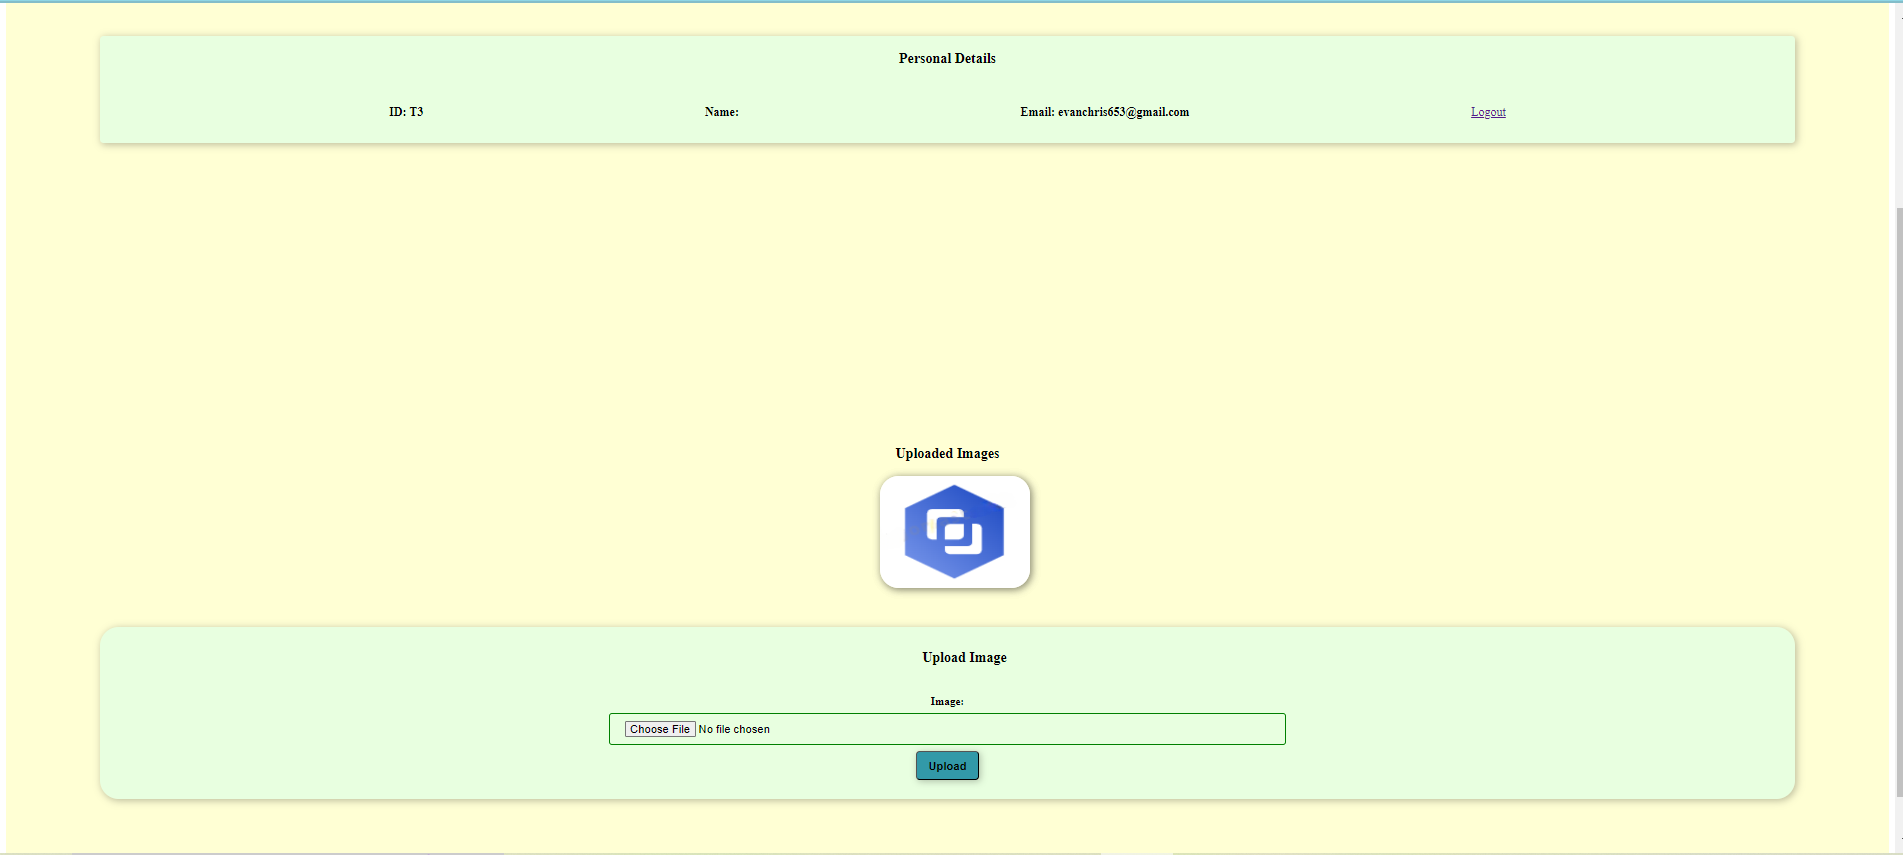 Personal Details
ID: T3 Name: Email: evanchris653@gmail.com Logout
Uploaded Images
Upload Image
Image:
Choose File No file chosen
Upload